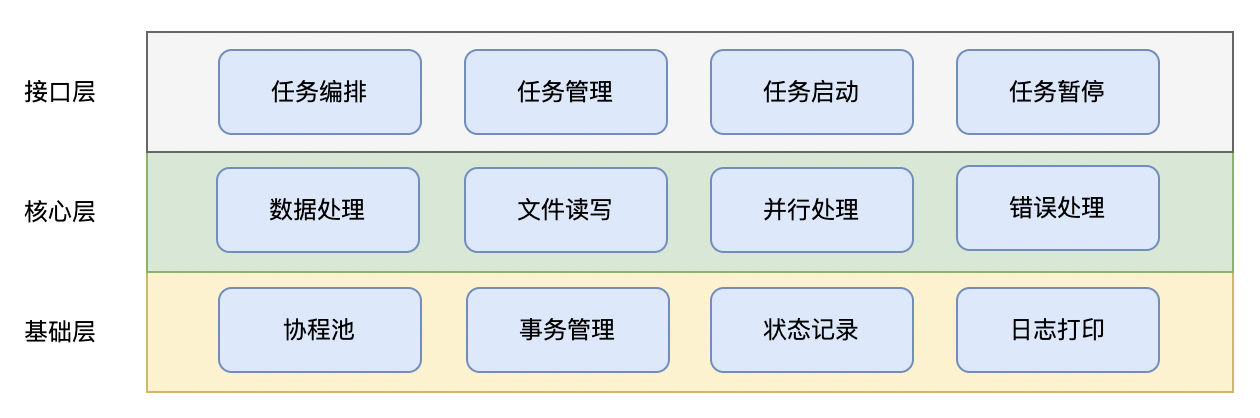 接口层
任务编排
任务管理
任务启动
任务暂停
核心层
数据处理
文件读写
并行处理
错误处理
基础层
协程池
事务管理
状态记录
日志打印